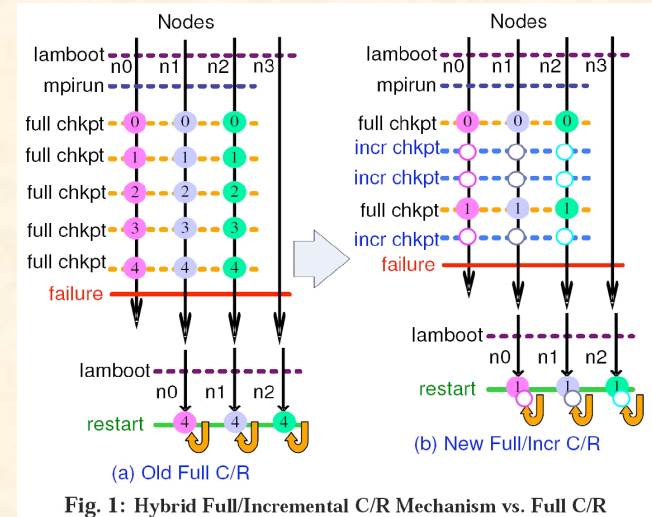 Nodes
lamboot
n0 n1 n2 n3
mpirun
full chkpt 0 0 0
full chkpt 1 1 1
full chkpt 2 2 2
full chkpt 3 3 3
full chkpt 4 4 4
failure
lamboot
n0 n1 n2
restart 4 4 4
(a) Old Full C/R
Nodes
lamboot
n0 n1 n2 n3
mpirun
full chkpt 0 0 0
incr chkpt
incr chkpt
full chkpt 1 1 1
incr chkpt
failure
lamboot
n0 n1 n2
restart 1 1 1
(b) New Full/Incr C/R
Fig. 1: Hybrid Full/Incremental C/R Mechanism vs. Full C/R